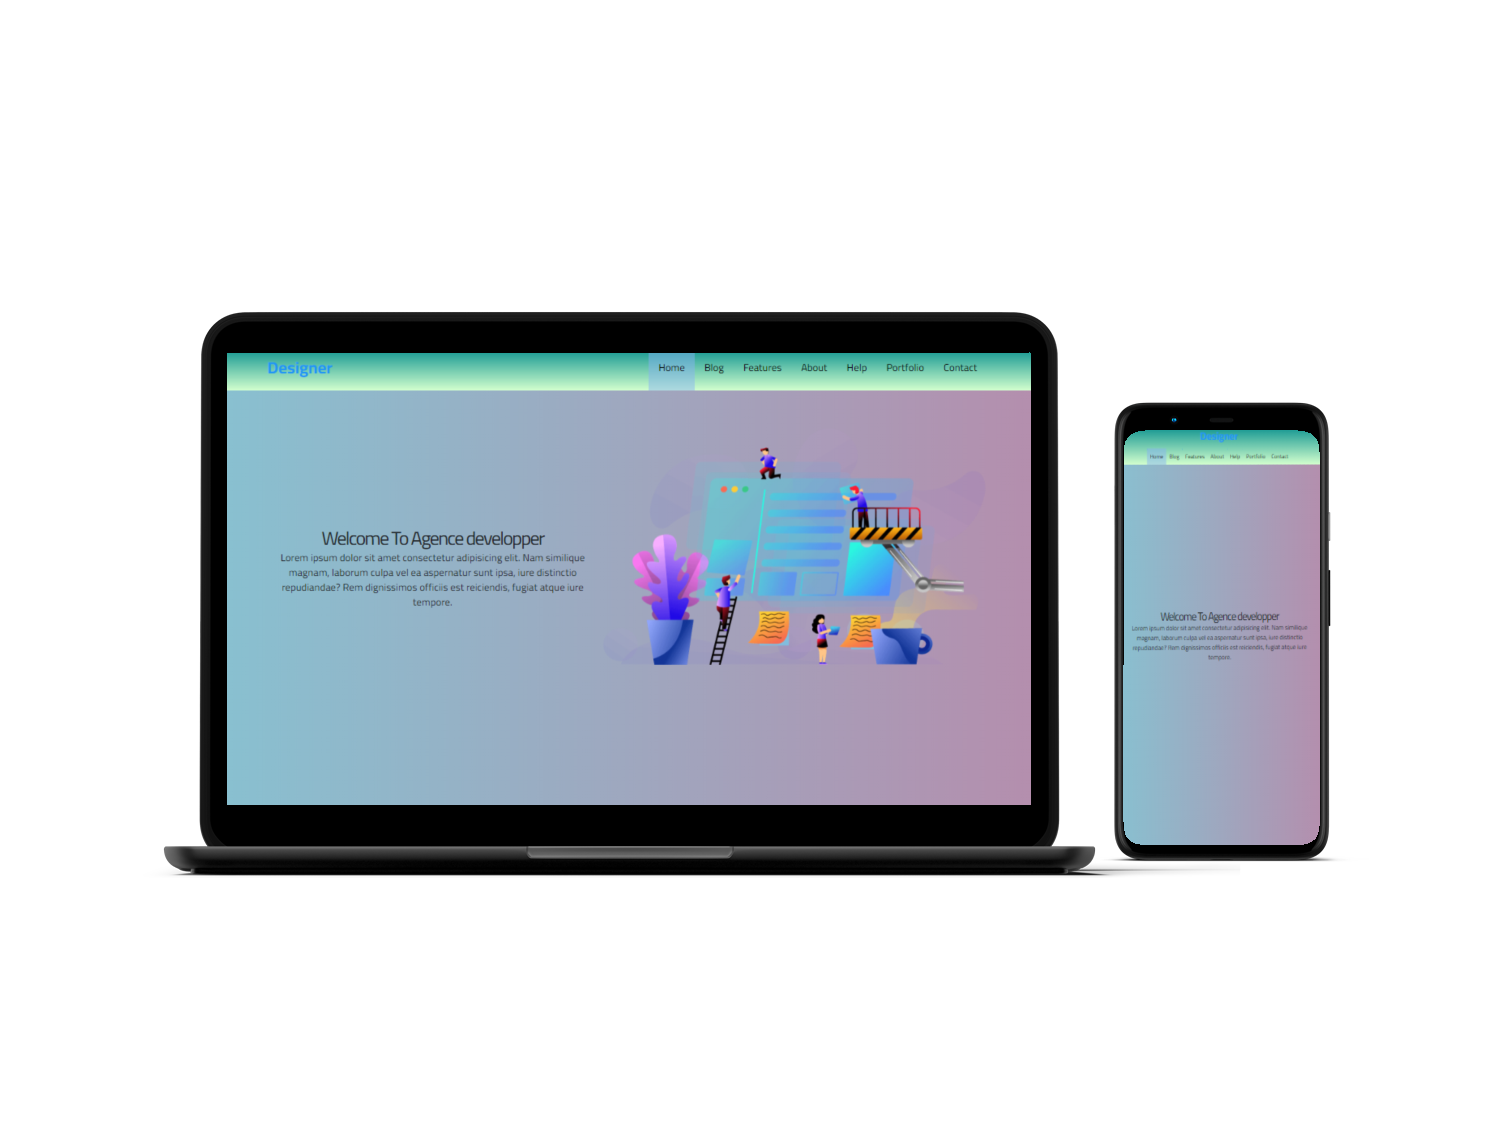 Designer
Home Blog Features About Help Portfolio Contact
Welcome To Agence developper
Lorem ipsum dolor sit amet consectetur adipisicing elit. Nam similique
magnam, laborum culpa vel ea aspernatur sunt ipsa, iure distinctio
repudiandae? Rem dignissimos officiis est reiciendis, fugiat atque iure
tempore.
Designer
Home Blog Features About Help Portfolio Contact
Welcome To Agence developper
Lorem ipsum dolor sit amet consectetur adipisicing elit. Nam similique
magnam, laborum culpa vel ea aspernatur sunt ipsa, iure distinctio
repudiandae? Rem dignissimos officiis est reiciendis, fugiat atque iure
tempore.